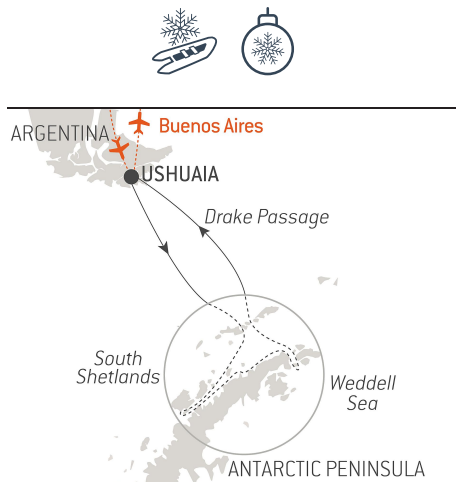 Buenos Aires
ARGENTINA
USHUAIA
Drake Passage
South
Shetlands
Weddell
Sea
ANTARCTIC PENINSULA